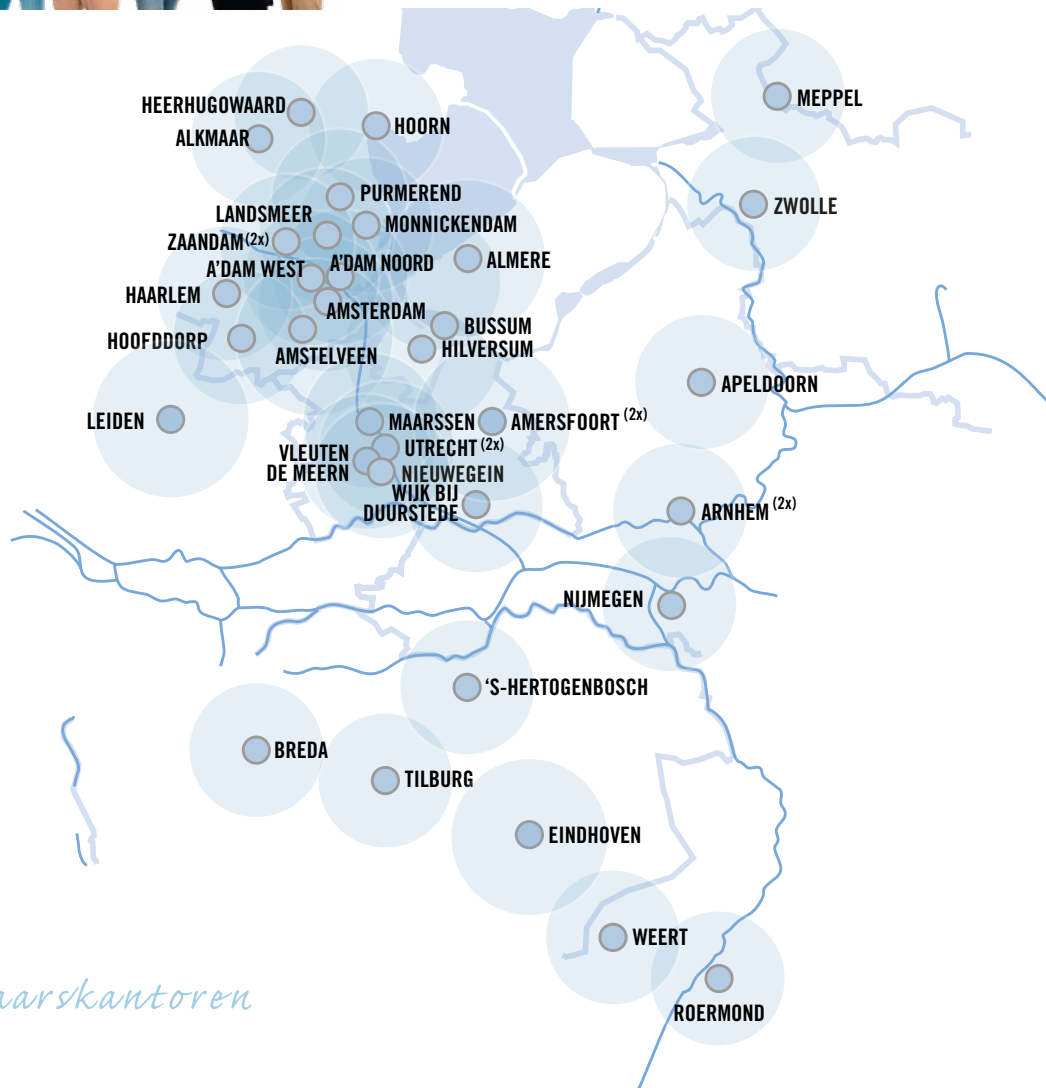 HEERHUGOWAARD
ALKMAAR
HOORN
MEPPEL
PURMEREND
LANDSMEER
MONNICKENDAM
ZWOLLE
ZAANDAM (2x)
A'DAM WEST
A'DAM NOORD
ALMERE
HAARLEM
AMSTERDAM
BUSSUM
HOOFDDORP
HILVERSUM
AMSTELVEEN
APELDOORN
LEIDEN
MAARSSEN
AMERSFOORT (2x)
UTRECHT (2x)
VLEUTEN
DE MEERN
NIEUWEGEIN
WIJK BIJ
DUURSTEDE
ARNHEM (2x)
NIJMEGEN
‘S-HERTOGENBOSCH
BREDA
TILBURG
EINDHOVEN
WEERT
aarskantoren
ROERMOND